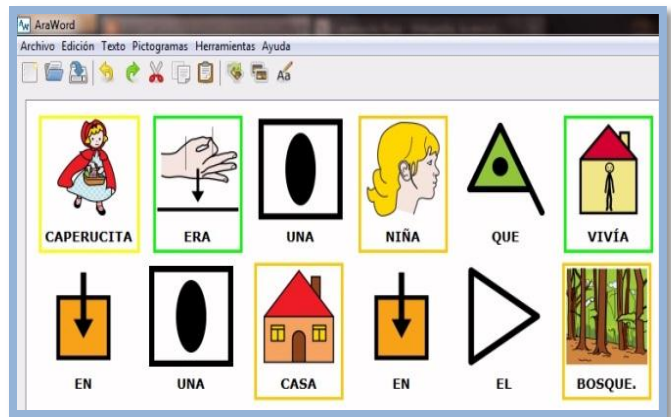 AraWord
Archivo Edición Texto Pictogramas Herramientas Ayuda
CAPERUCITA ERA UNA NIÑA QUE VIVÍA
EN UNA CASA EN EL BOSQUE.